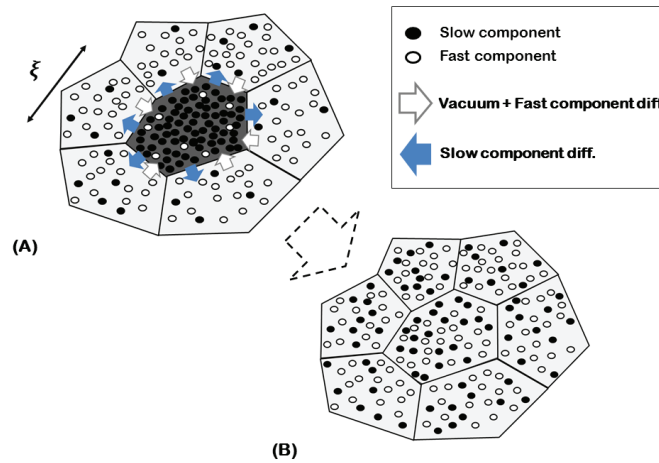 Slow component
Fast component
Vacuum + Fast component diff
Slow component diff.
ξ
(A)
(B)